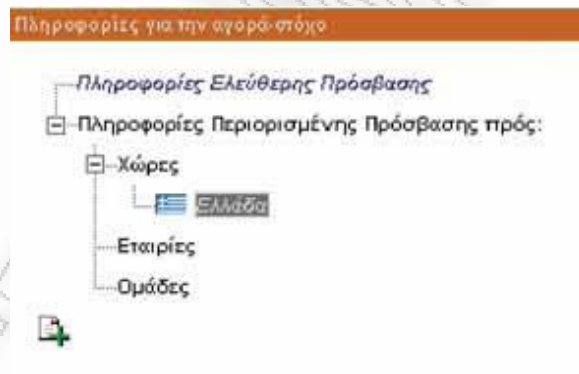 Πληροφορίες για την αγορά-στόχο
Πληροφορίες Ελεύθερης Πρόσβασης
Πληροφορίες Περιορισμένης Πρόσβασης πρός:
Χώρες
Ελλάδα
Εταιρίες
Ομάδες